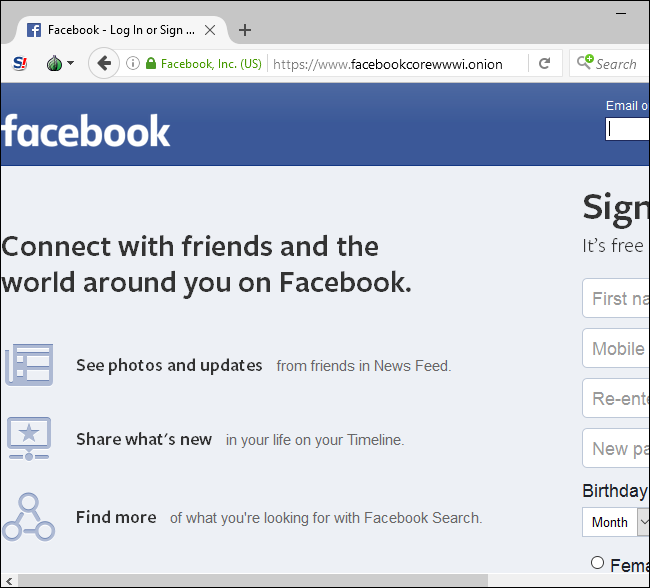 Facebook - Log In or Sign ...
Facebook, Inc. (US)
https://www.facebookcorewwwi.onion
Search
Email o
facebook
Sign
It's free
Connect with friends and the
world around you on Facebook.
First na
See photos and updates from friends in News Feed.
Mobile
Re-ente
Share what's new in your life on your Timeline.
New pa
Birthday
Find more of what you're looking for with Facebook Search.
Month
Fema